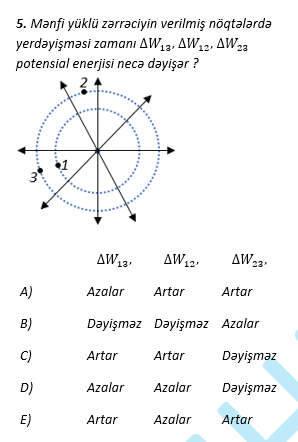 5. Mənfi yüklü zərrəciyin verilmiş nöqtələrdə
yerdəyişməsi zamanı ΔW₁₃, ΔW₁₂, ΔW₂₃
potensial enerjisi necə dəyişər ?
2
1
3
ΔW₁₃, ΔW₁₂, ΔW₂₃,
A) Azalar Artar Artar
B) Dəyişməz Dəyişməz Azalar
C) Artar Artar Dəyişməz
D) Azalar Azalar Dəyişməz
E) Artar Azalar Artar